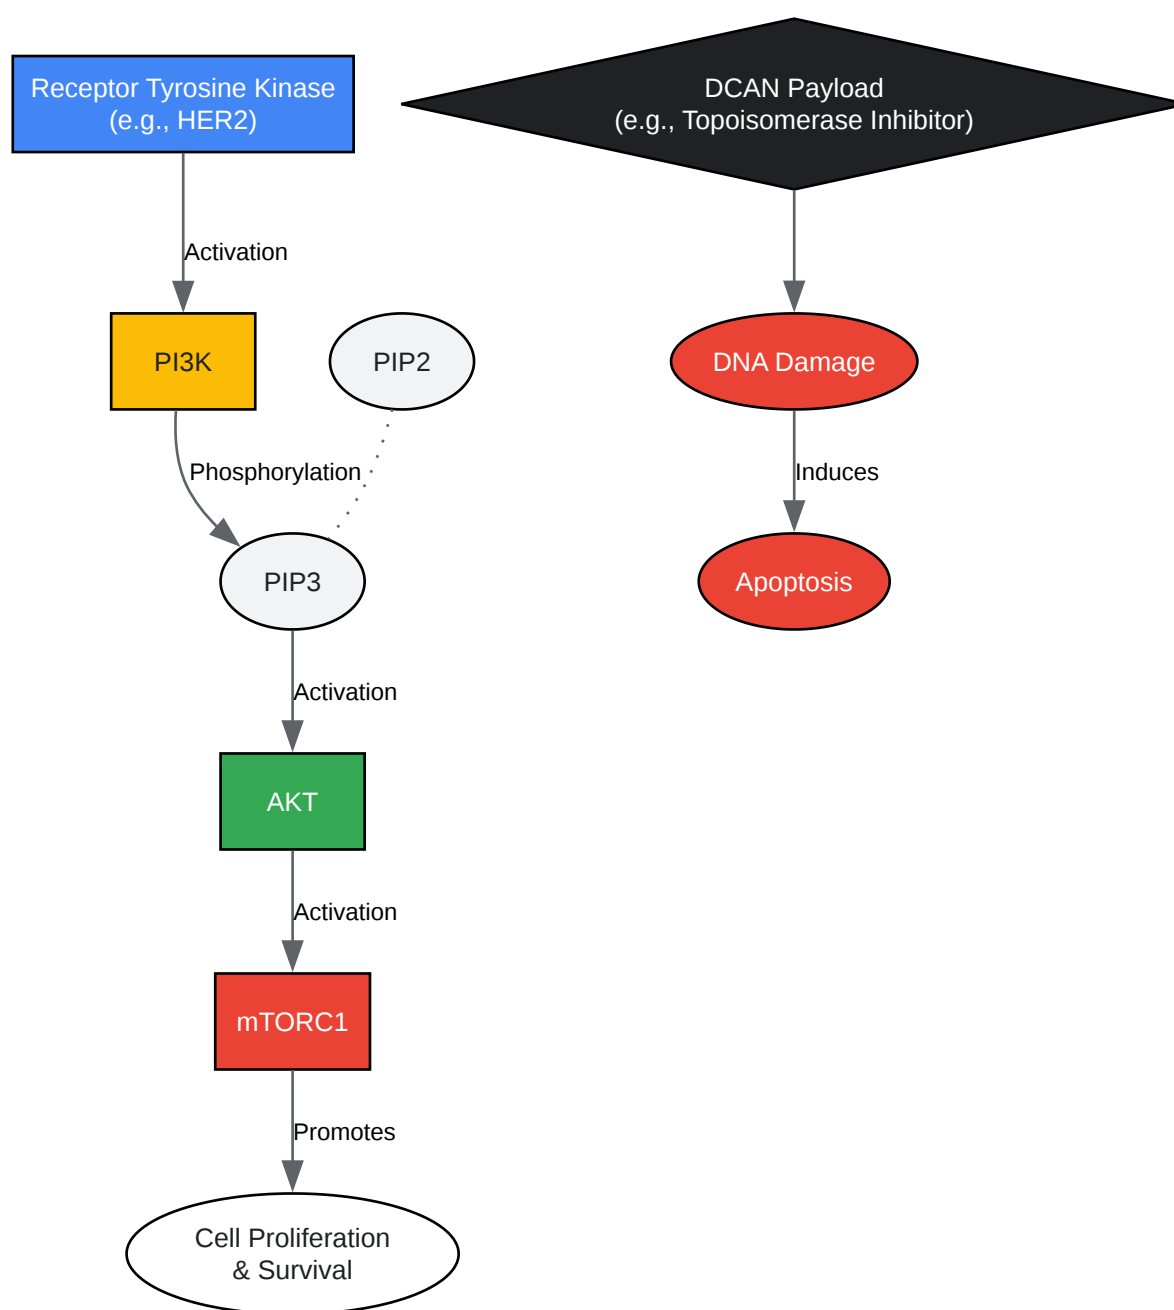 Receptor Tyrosine Kinase
(e.g., HER2)
DCAN Payload
(e.g., Topoisomerase Inhibitor)
Activation
PI3K
PIP2
DNA Damage
Phosphorylation
Induces
PIP3
Apoptosis
Activation
AKT
Activation
mTORC1
Promotes
Cell Proliferation
& Survival